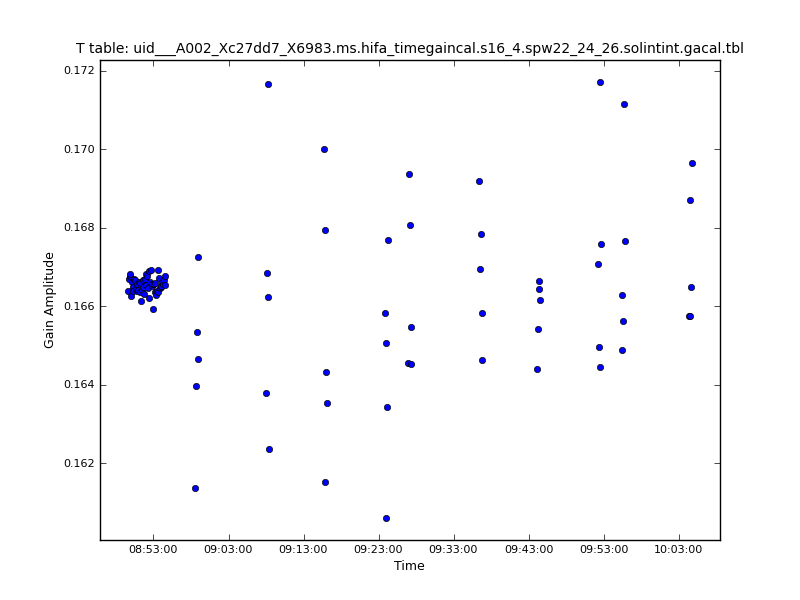 T table: uid___A002_Xc27dd7_X6983.ms.hifa_timegaincal.s16_4.spw22_24_26.solintint.gacal.tbl
0.172
0.170
0.168
0.166
0.164
0.162
Gain Amplitude
08:53:00 09:03:00 09:13:00 09:23:00 09:33:00 09:43:00 09:53:00 10:03:00
Time